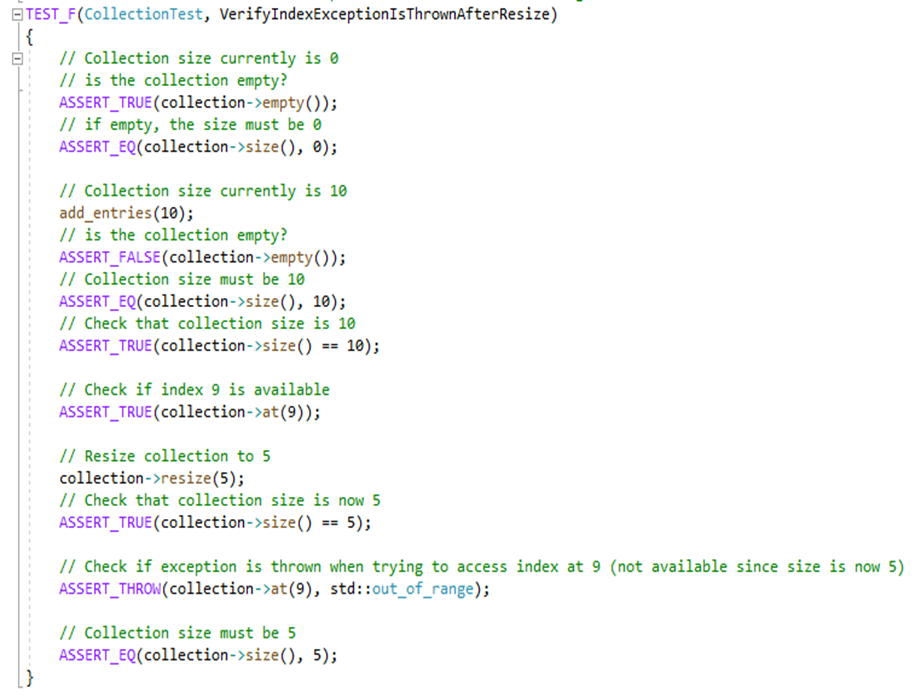 TEST_F(CollectionTest, VerifyIndexExceptionIsThrownAfterResize)
{
// Collection size currently is 0
// is the collection empty?
ASSERT_TRUE(collection->empty());
// if empty, the size must be 0
ASSERT_EQ(collection->size(), 0);
// Collection size currently is 10
add_entries(10);
// is the collection empty?
ASSERT_FALSE(collection->empty());
// Collection size must be 10
ASSERT_EQ(collection->size(), 10);
// Check that collection size is 10
ASSERT_TRUE(collection->size() == 10);
// Check if index 9 is available
ASSERT_TRUE(collection->at(9));
// Resize collection to 5
collection->resize(5);
// Check that collection size is now 5
ASSERT_TRUE(collection->size() == 5);
// Check if exception is thrown when trying to access index at 9 (not available since size is now 5)
ASSERT_THROW(collection->at(9), std::out_of_range);
// Collection size must be 5
ASSERT_EQ(collection->size(), 5);
}